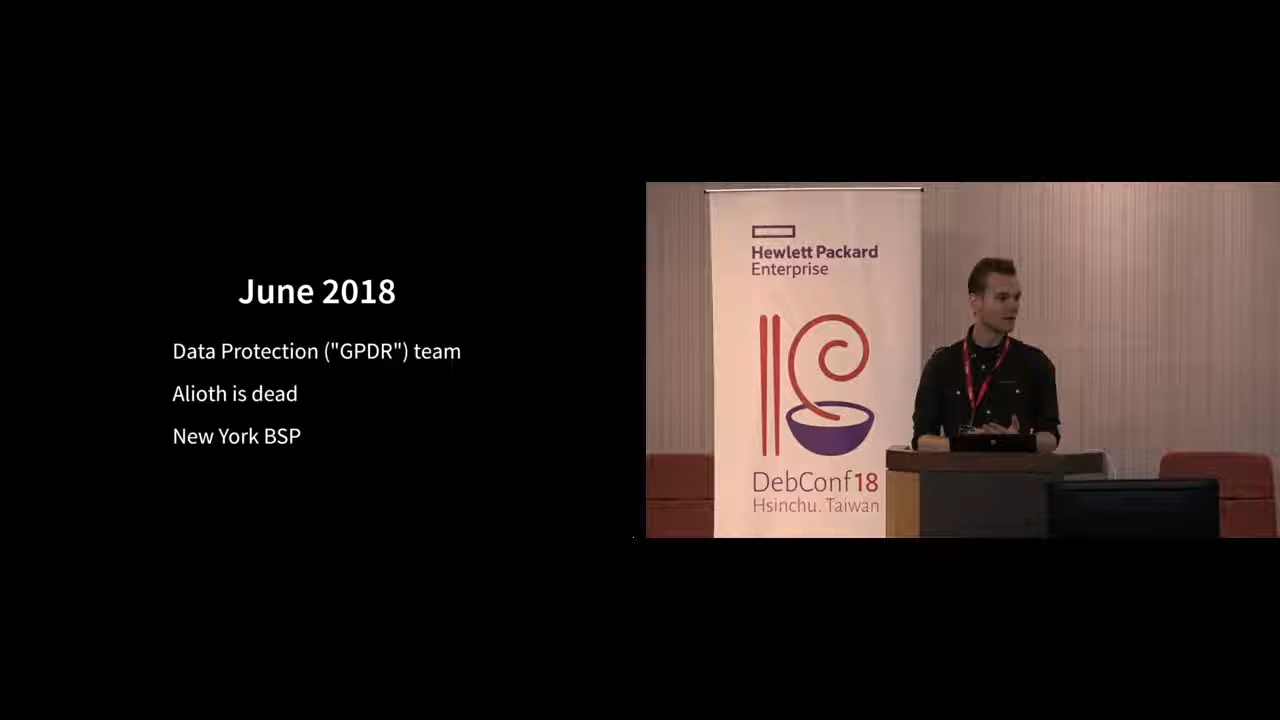 June 2018
Data Protection ("GPDR") team
Alioth is dead
New York BSP
Hewlett Packard
Enterprise
DebConf18
Hsinchu. Taiwan